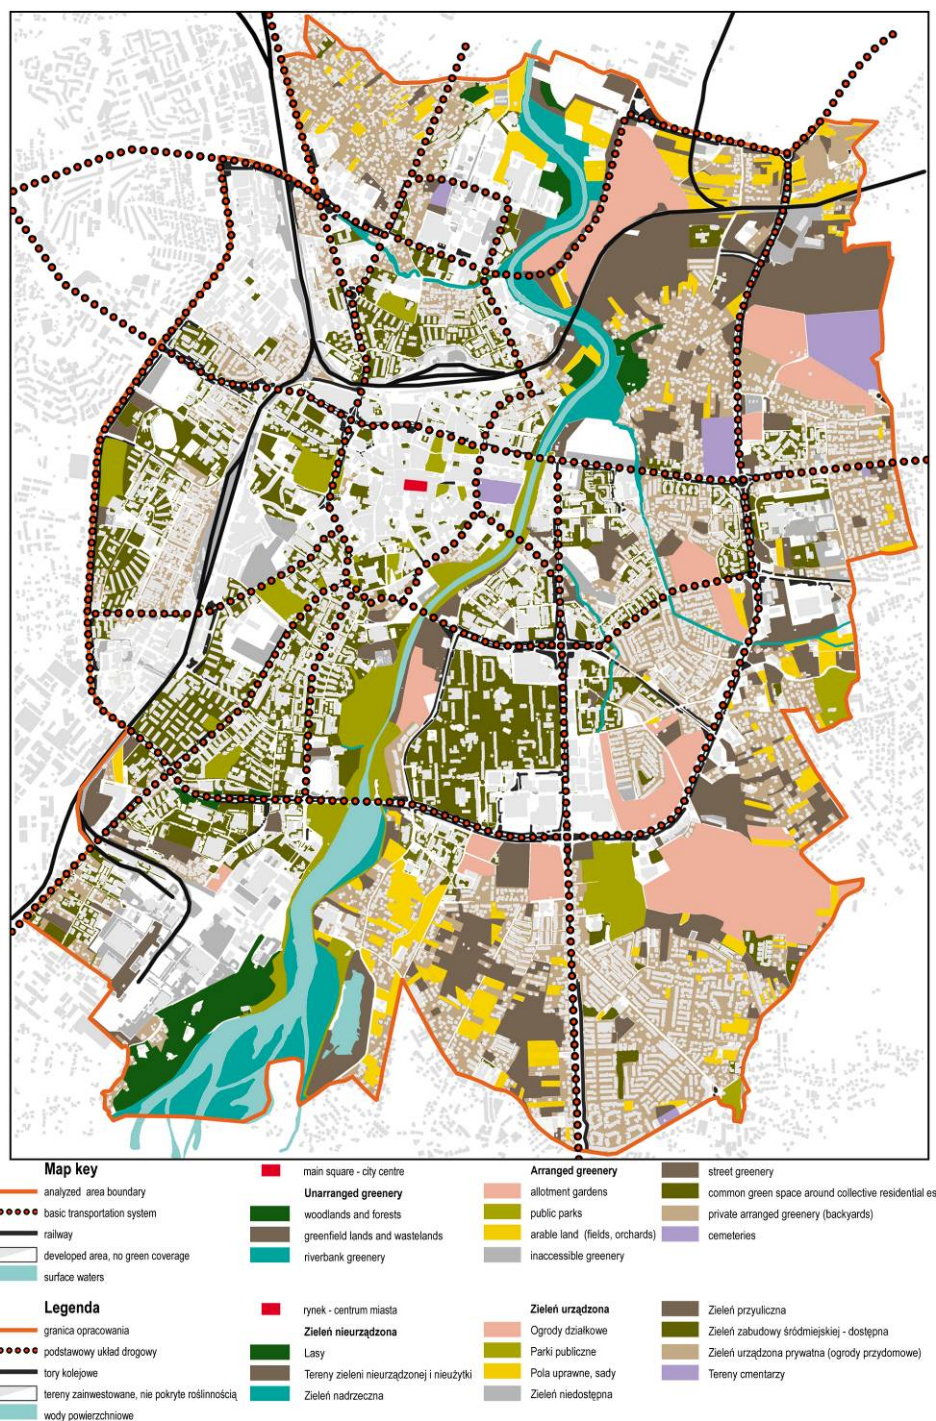 Map key
analyzed area boundary
basic transportation system
railway
developed area, no green coverage
surface waters
main square - city centre
Unarranged greenery
woodlands and forests
greenfield lands and wastelands
riverbank greenery
Arranged greenery
allotment gardens
public parks
arable land (fields, orchards)
inaccessible greenery
street greenery
common green space around collective residential es
private arranged greenery (backyards)
cemeteries
Legenda
granica opracowania
podstawowy układ drogowy
tory kolejowe
tereny zainwestowane, nie pokryte roślinnością
wody powierzchniowe
rynek - centrum miasta
Zieleń nieurządzona
Lasy
Tereny zieleni nieurządzonej i nieużytki
Zieleń nadrzeczna
Zieleń urządzona
Ogrody działkowe
Parki publiczne
Pola uprawne, sady
Zieleń niedostępna
Zieleń przyuliczna
Zieleń zabudowy śródmiejskiej - dostępna
Zieleń urządzona prywatna (ogrody przydomowe)
Tereny cmentarzy